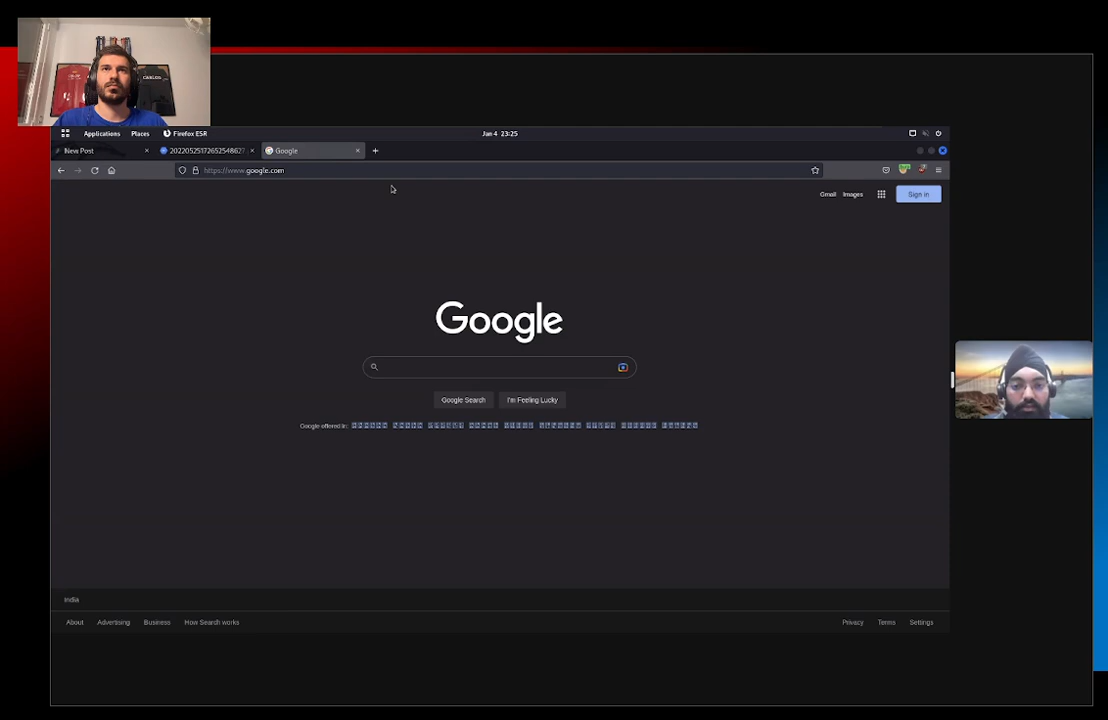 Applications Places Firefox ESR Jan 4 23:25
New Post 20220525172652548627 Google
https://www.google.com
Gmail Images Sign in
Google
Google Search I'm Feeling Lucky
Google offered in:
India
About Advertising Business How Search works Privacy Terms Settings